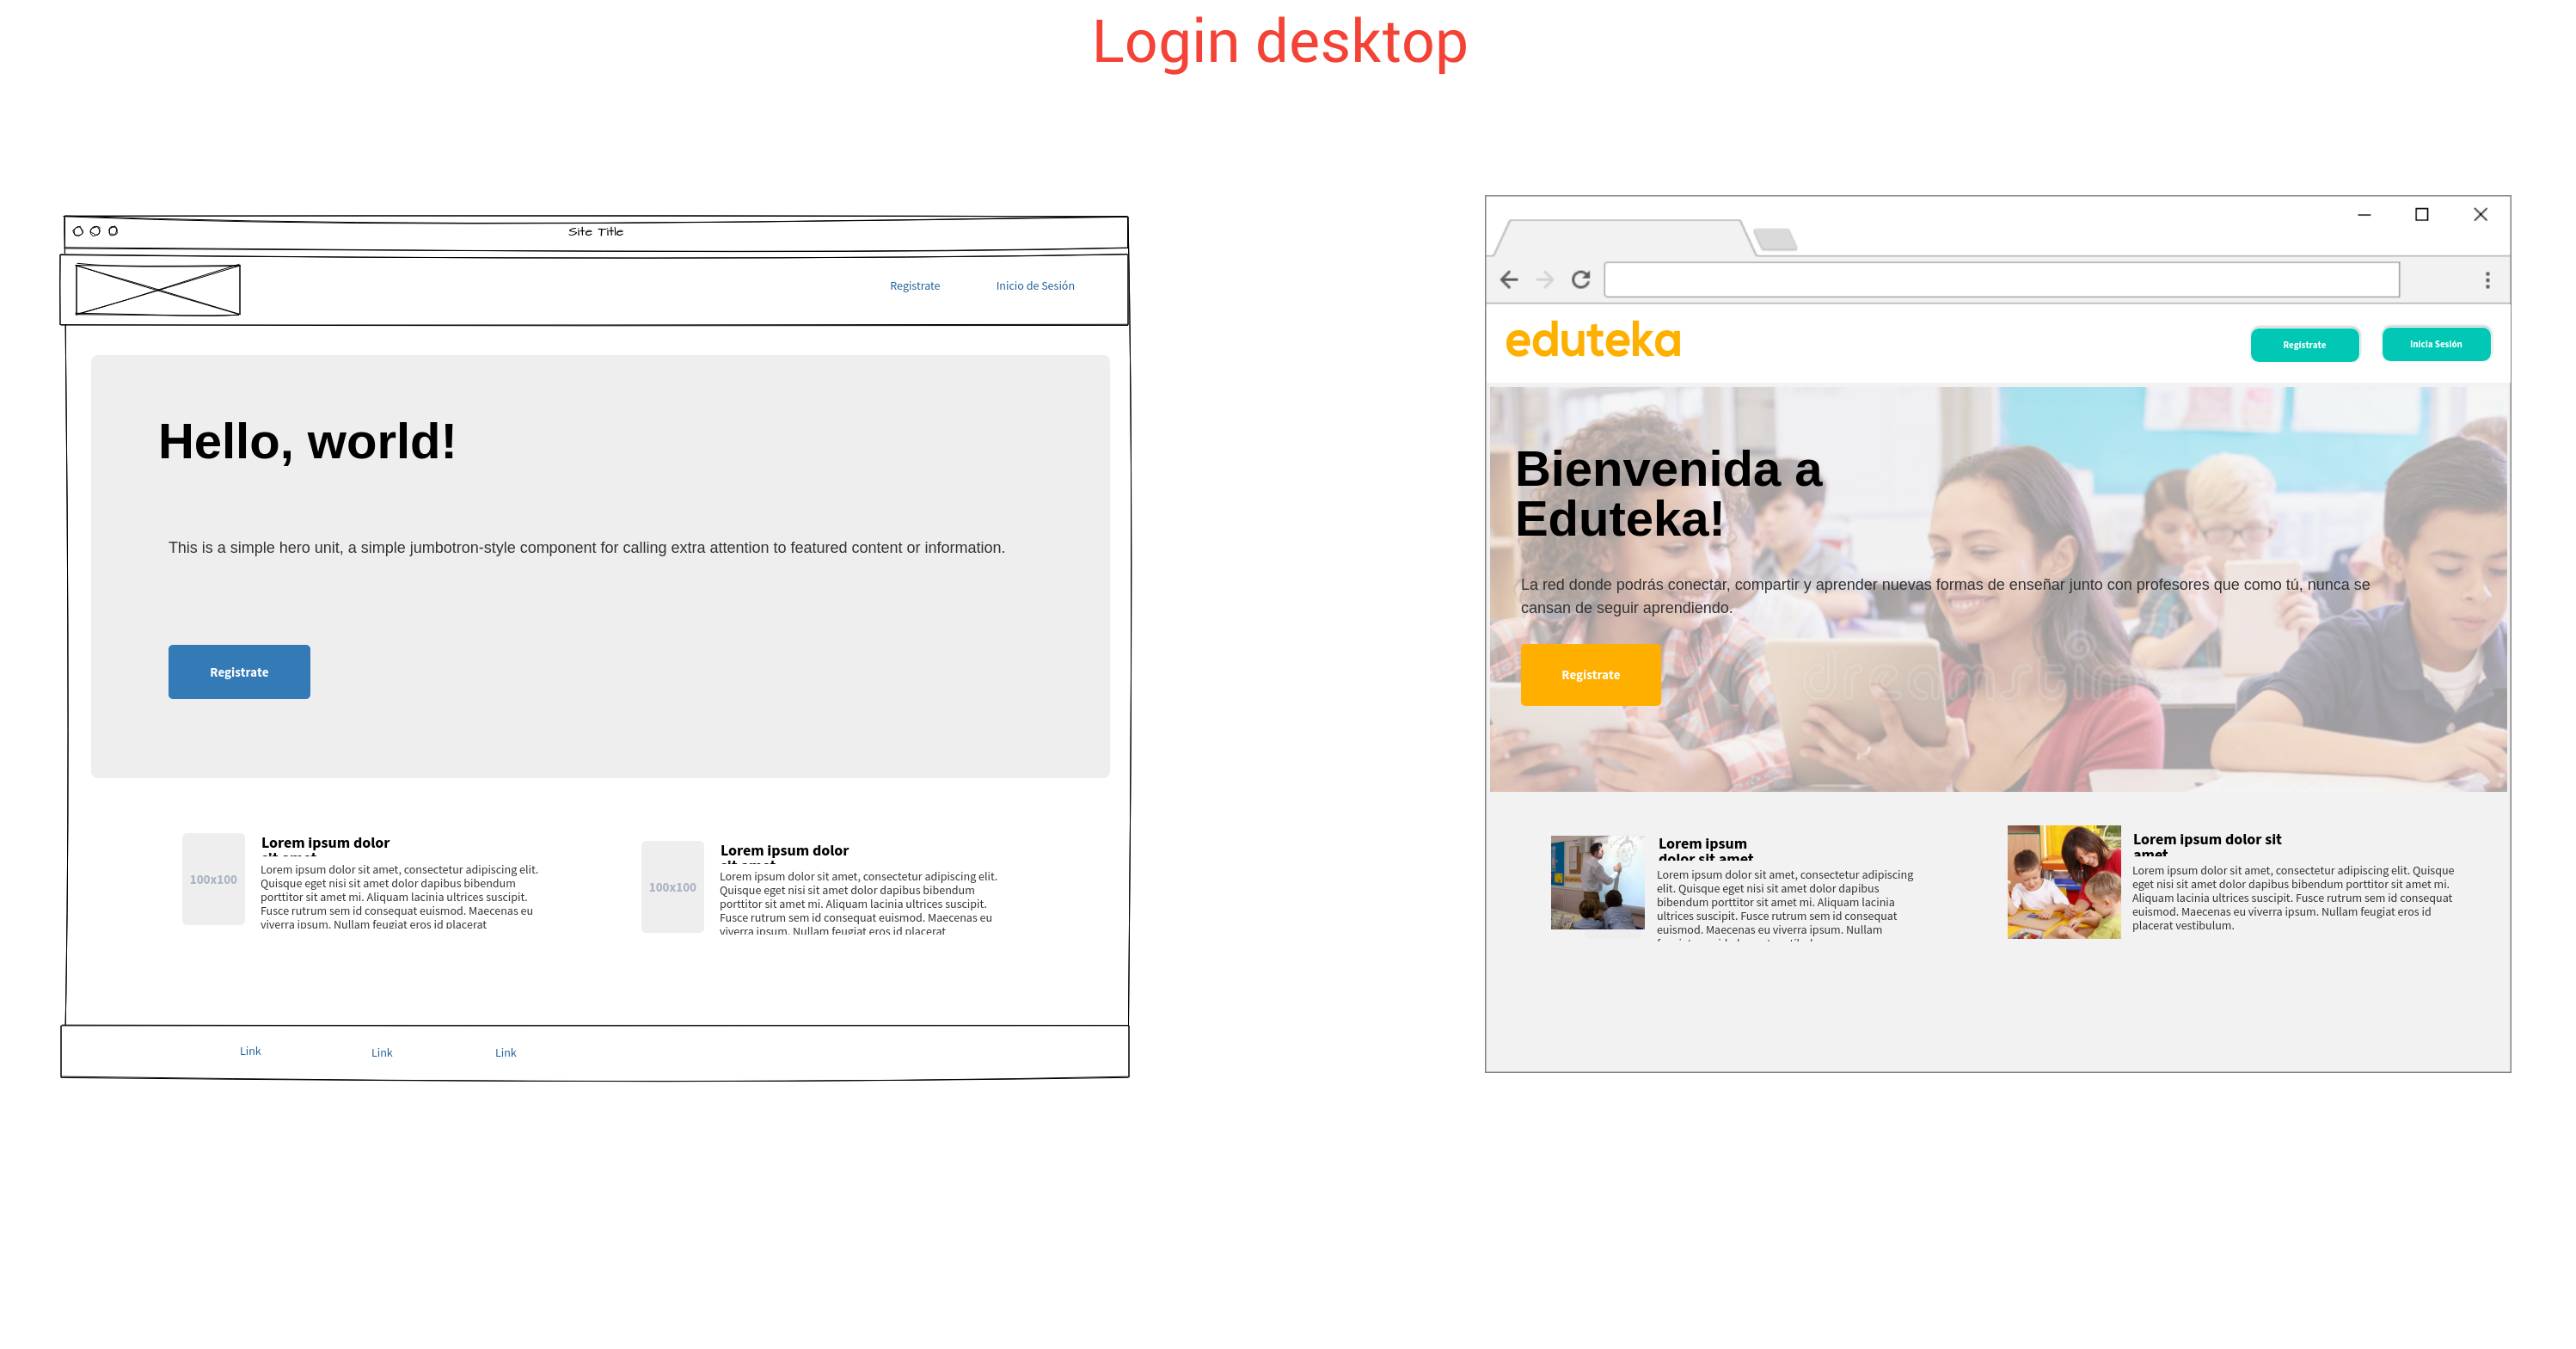 Login desktop
Site Title
Registrate
Inicio de Sesión
Hello, world!
This is a simple hero unit, a simple jumbotron-style component for calling extra attention to featured content or information.
Registrate
100x100
Lorem ipsum dolor
sit amet
Lorem ipsum dolor sit amet, consectetur adipiscing elit.
Quisque eget nisi sit amet dolor dapibus bibendum
porttitor sit amet mi. Aliquam lacinia ultrices suscipit.
Fusce rutrum sem id consequat euismod. Maecenas eu
viverra ipsum. Nullam feugiat eros id placerat
100x100
Lorem ipsum dolor
sit amet
Lorem ipsum dolor sit amet, consectetur adipiscing elit.
Quisque eget nisi sit amet dolor dapibus bibendum
porttitor sit amet mi. Aliquam lacinia ultrices suscipit.
Fusce rutrum sem id consequat euismod. Maecenas eu
viverra ipsum. Nullam feugiat eros id placerat
Link
Link
Link
eduteka
Registrate
Inicia Sesión
Bienvenida a
Eduteka!
La red donde podrás conectar, compartir y aprender nuevas formas de enseñar junto con profesores que como tú, nunca se
cansan de seguir aprendiendo.
Registrate
dreamstime
Lorem ipsum
dolor sit amet
Lorem ipsum dolor sit amet, consectetur adipiscing
elit. Quisque eget nisi sit amet dolor dapibus
bibendum porttitor sit amet mi. Aliquam lacinia
ultrices suscipit. Fusce rutrum sem id consequat
euismod. Maecenas eu viverra ipsum. Nullam
Lorem ipsum dolor sit
amet
Lorem ipsum dolor sit amet, consectetur adipiscing elit. Quisque
eget nisi sit amet dolor dapibus bibendum porttitor sit amet mi.
Aliquam lacinia ultrices suscipit. Fusce rutrum sem id consequat
euismod. Maecenas eu viverra ipsum. Nullam feugiat eros id
placerat vestibulum.